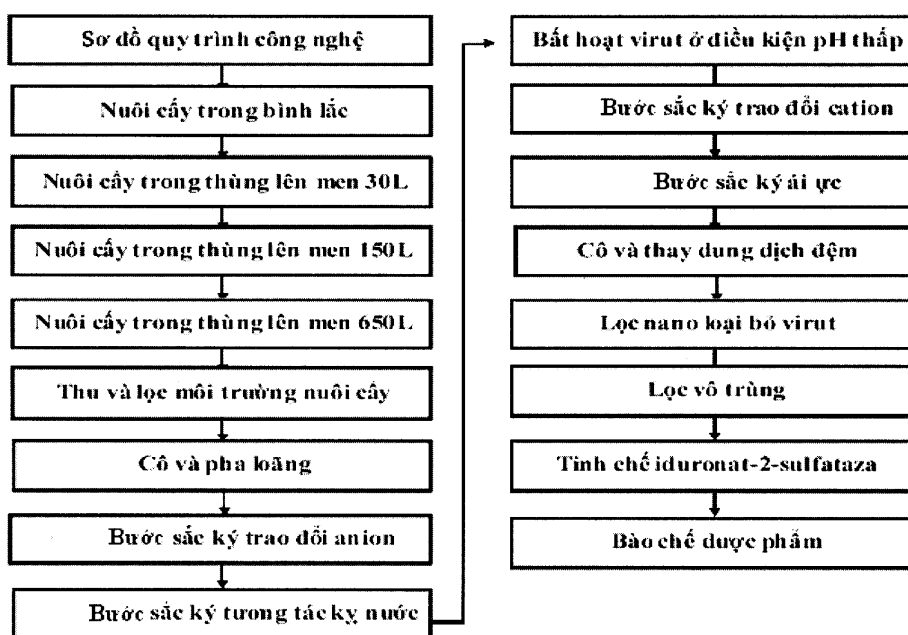 Sơ đồ quy trình công nghệ
Nuôi cấy trong bình lắc
Nuôi cấy trong thùng lên men 30L
Nuôi cấy trong thùng lên men 150L
Nuôi cấy trong thùng lên men 650L
Thu và lọc môi trường nuôi cấy
Cô và pha loãng
Bước sắc ký trao đổi anion
Bước sắc ký tương tác kỵ nước
Bất hoạt virut ở điều kiện pH thấp
Bước sắc ký trao đổi cation
Bước sắc ký ái ực
Cô và thay dung dịch đệm
Lọc nano loại bỏ virut
Lọc vô trùng
Tinh chế iduronat-2-sulfataza
Bào chế dược phẩm